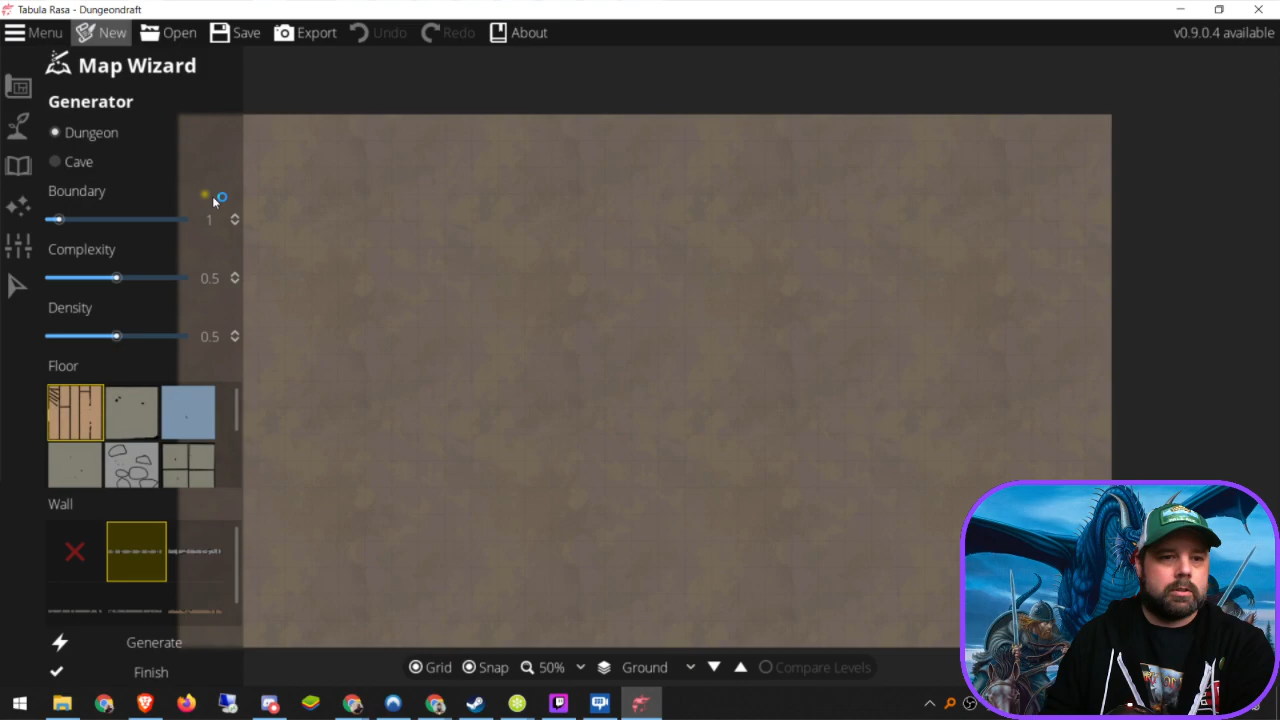 Tabula Rasa - Dungeondraft
Menu New Open Save Export Undo Redo About v0.9.0.4 available
Map Wizard
Generator
Dungeon
Cave
Boundary
1
Complexity
0.5
Density
0.5
Floor
Wall
Generate
Finish
Grid Snap 50% Ground Compare Levels